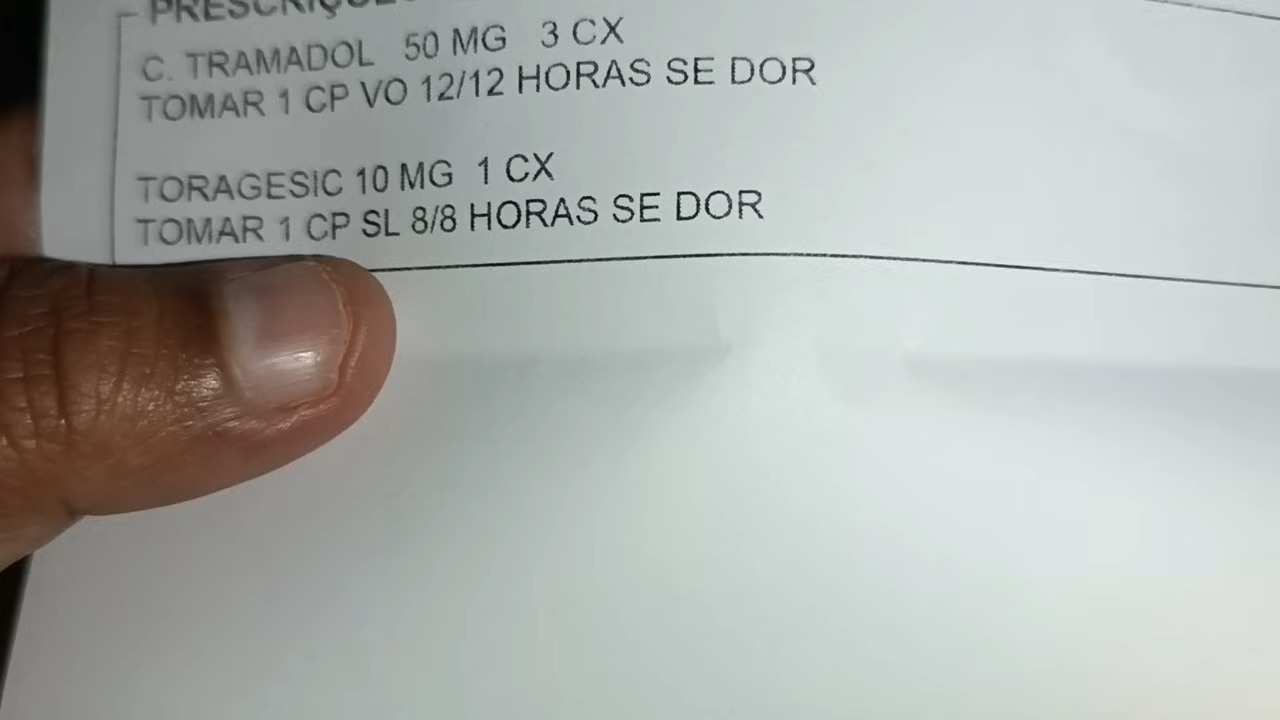 PRESCRIÇÕES
C. TRAMADOL 50 MG 3 CX
TOMAR 1 CP VO 12/12 HORAS SE DOR
TORAGESIC 10 MG 1 CX
TOMAR 1 CP SL 8/8 HORAS SE DOR